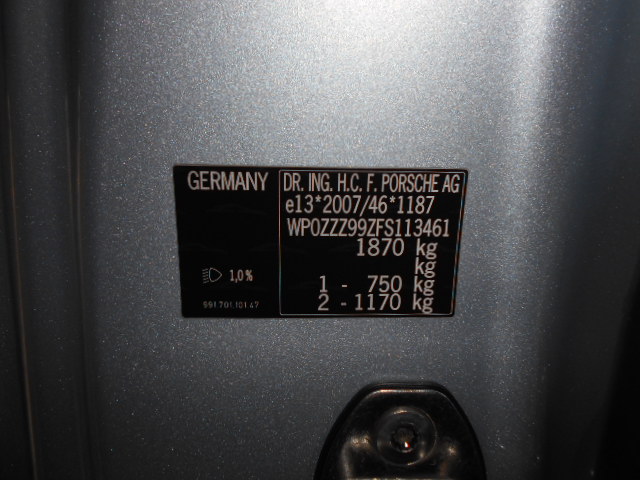 GERMANY
DR. ING. H.C. F. PORSCHE AG
e13*2007/46*1187
WP0ZZZ99ZFS113461
1870 kg
kg
1 - 750 kg
2 - 1170 kg
1,0%
991.701.101.47